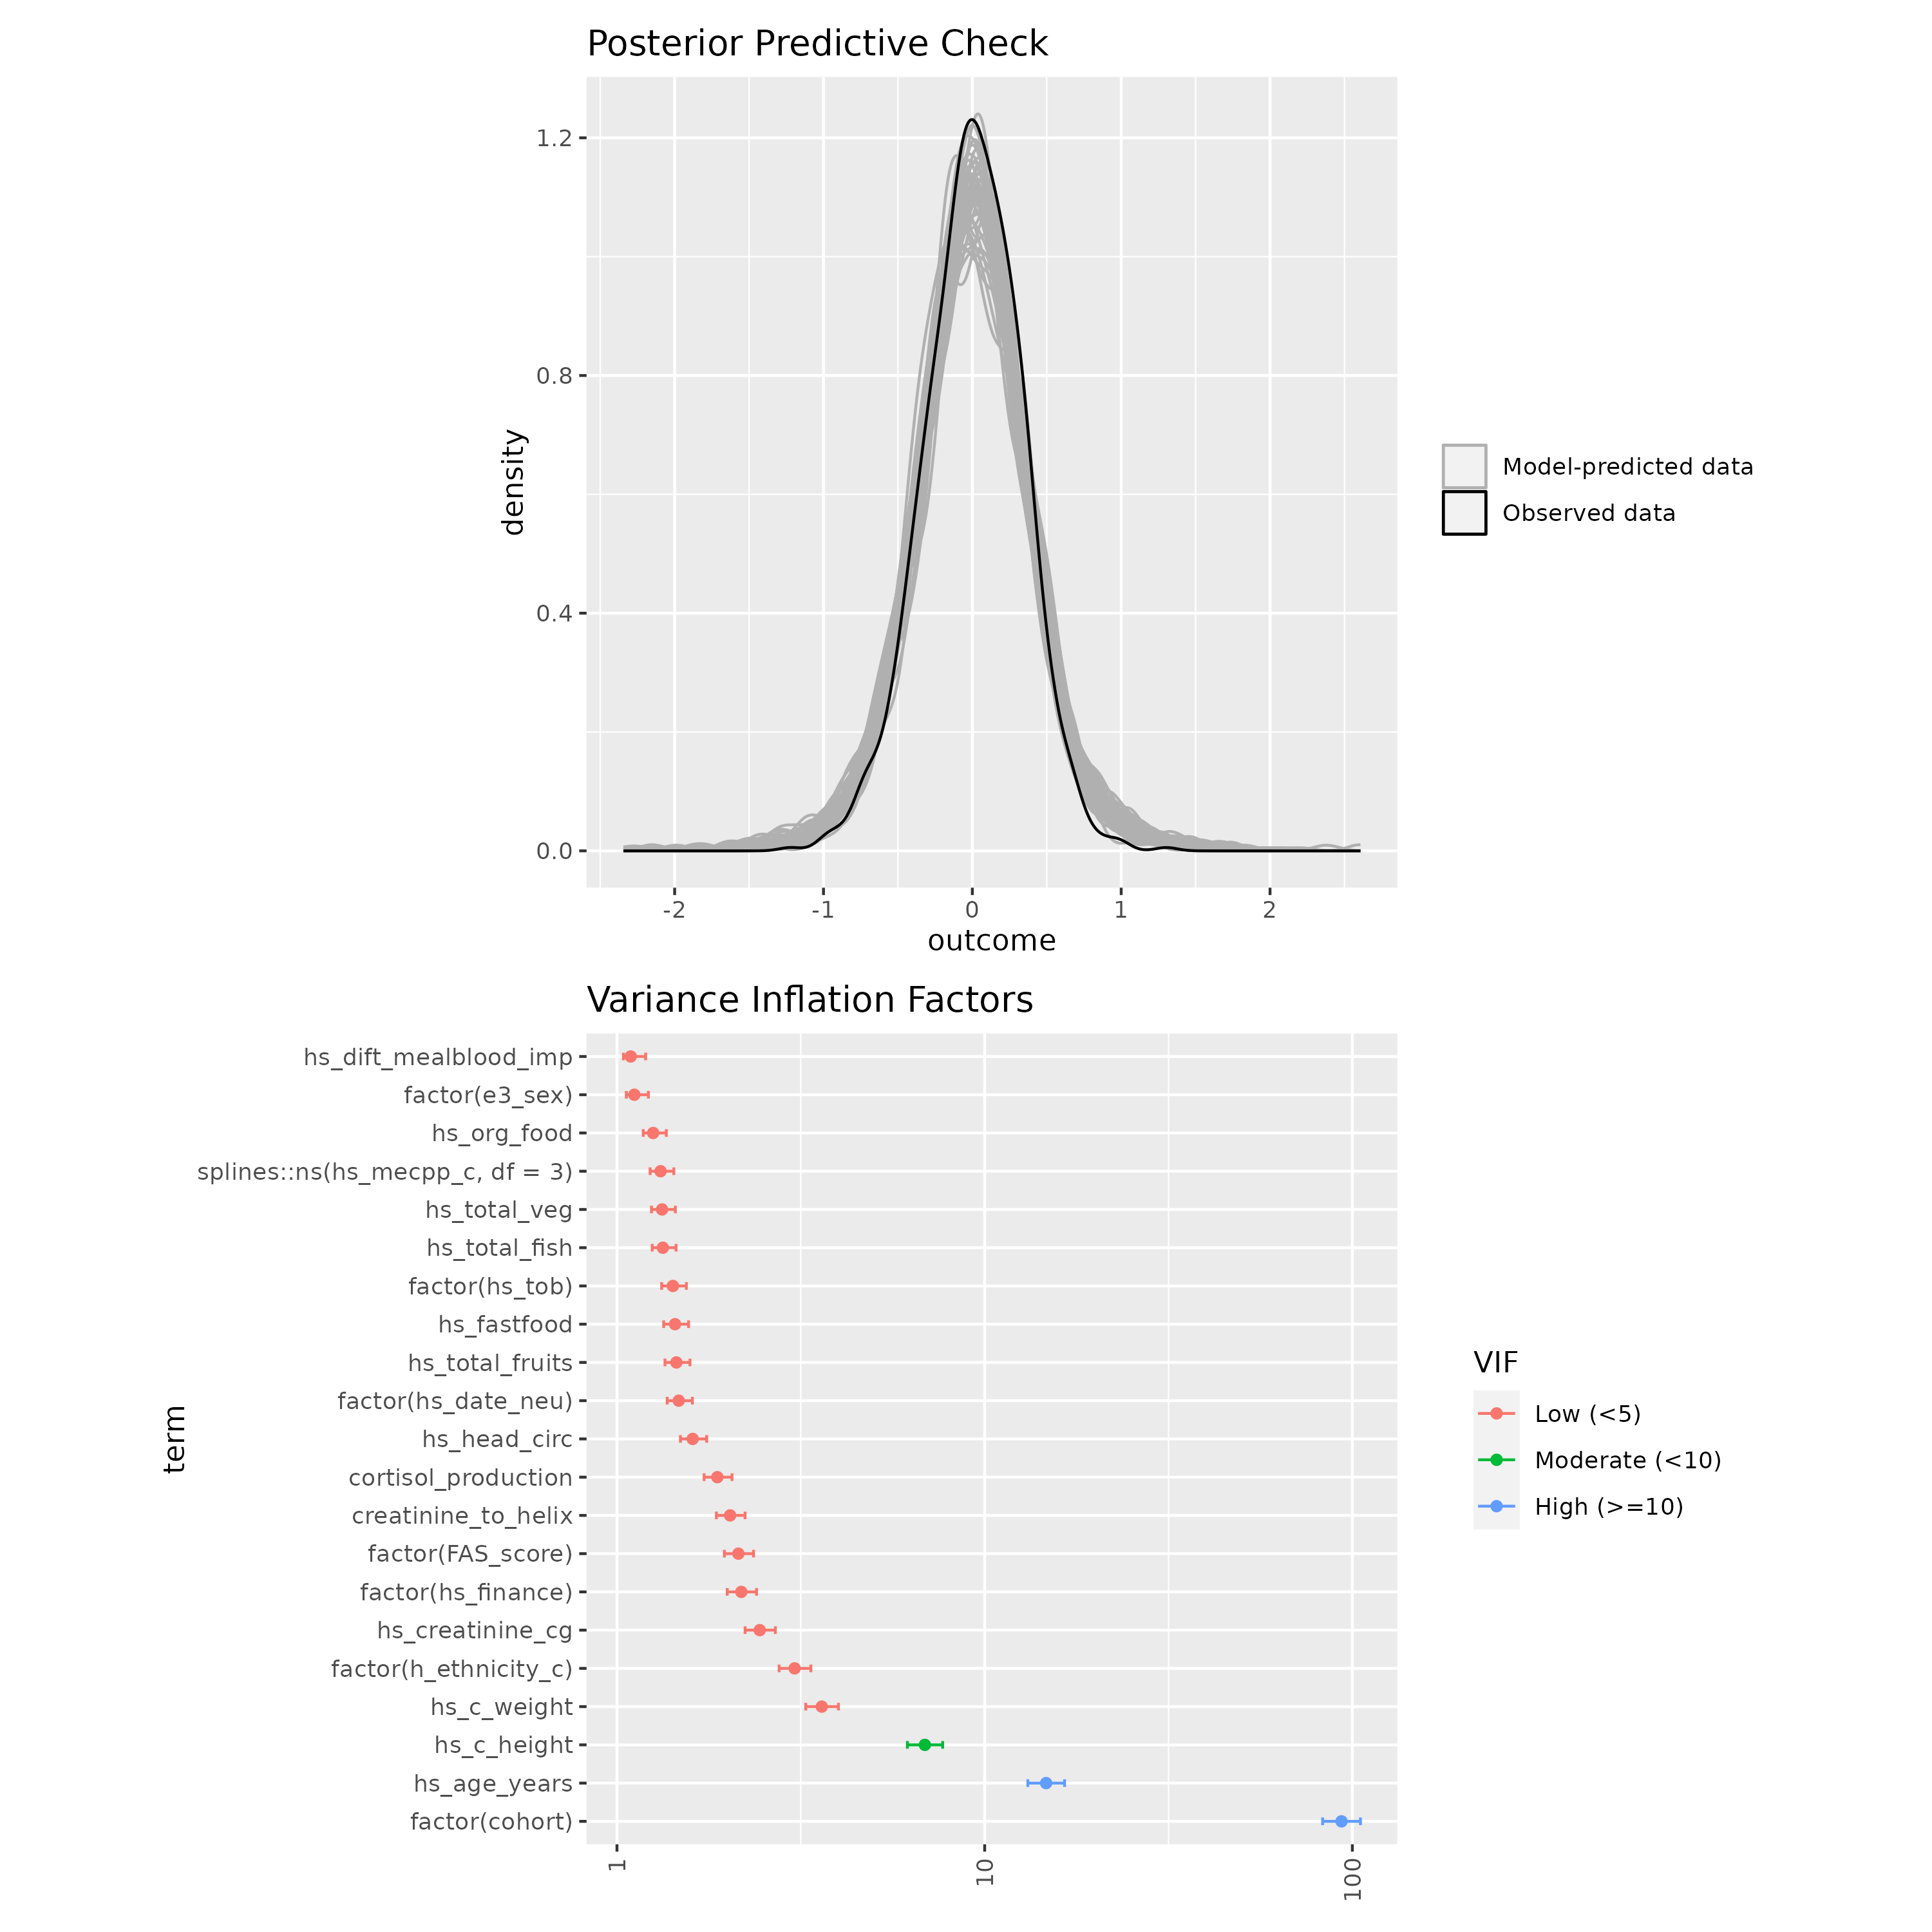 Posterior Predictive Check
1.2
0.8
0.4
0.0
density
-2
-1
0
1
2
outcome
Model-predicted data
Observed data
Variance Inflation Factors
hs_dift_mealblood_imp
factor(e3_sex)
hs_org_food
splines::ns(hs_mecpp_c, df = 3)
hs_total_veg
hs_total_fish
factor(hs_tob)
hs_fastfood
hs_total_fruits
factor(hs_date_neu)
hs_head_circ
cortisol_production
creatinine_to_helix
factor(FAS_score)
factor(hs_finance)
hs_creatinine_cg
factor(h_ethnicity_c)
hs_c_weight
hs_c_height
hs_age_years
factor(cohort)
term
1
10
100
VIF
Low (<5)
Moderate (<10)
High (>=10)